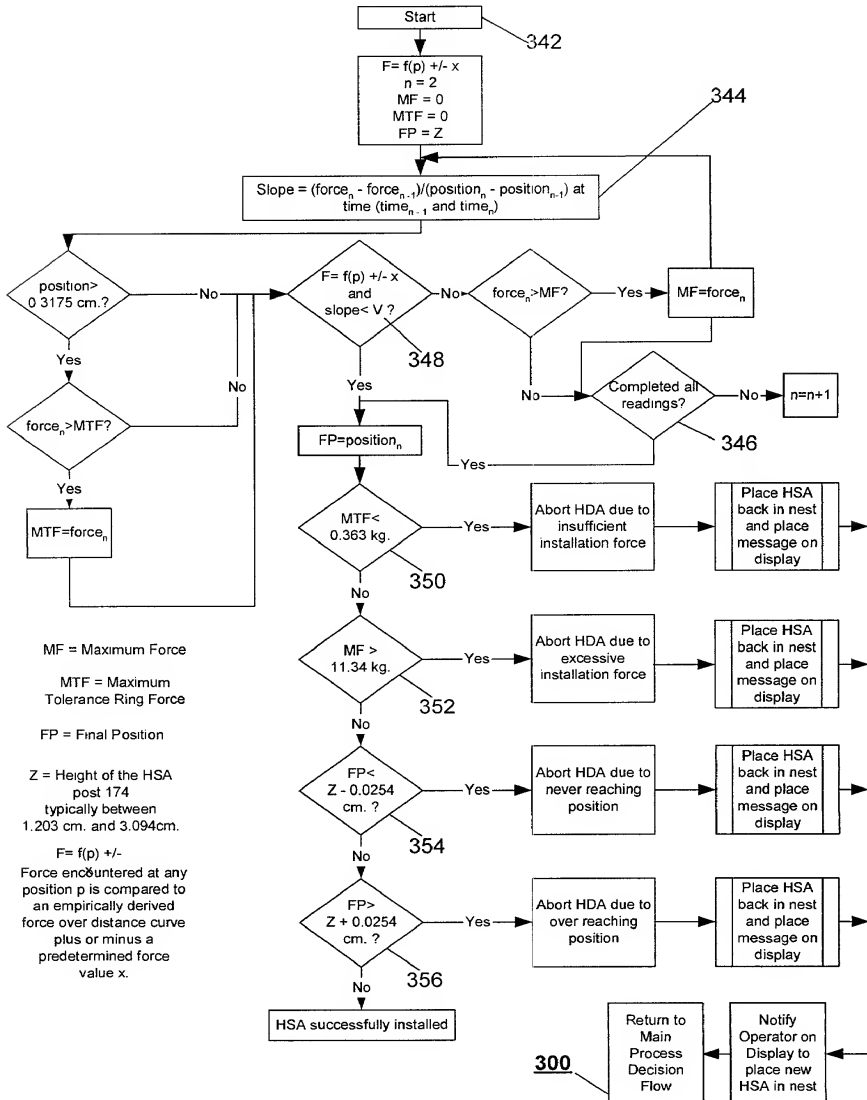 Start
342
F= f(p) +/- x
n = 2
MF = 0
MTF = 0
FP = Z
344
Slope = (force_n - force_{n-1})/(position_n - position_{n-1}) at
time (time_{n-1} and time_n)
position>
0 3175 cm.?
No
Yes
force_n>MTF?
No
Yes
MTF=force_n
F= f(p) +/- x
and
slope< V ?
348
No
Yes
force_n>MF?
Yes
MF=force_n
No
Completed all
readings?
346
No
n=n+1
Yes
FP=position_n
MTF<
0.363 kg.
350
Yes
Abort HDA due to
insufficient
installation force
Place HSA
back in nest
and place
message on
display
No
MF >
11.34 kg.
352
Yes
Abort HDA due to
excessive
installation force
Place HSA
back in nest
and place
message on
display
No
FP<
Z - 0.0254
cm. ?
354
Yes
Abort HDA due to
never reaching
position
Place HSA
back in nest
and place
message on
display
No
FP>
Z + 0.0254
cm. ?
356
Yes
Abort HDA due to
over reaching
position
Place HSA
back in nest
and place
message on
display
No
HSA successfully installed
MF = Maximum Force
MTF = Maximum
Tolerance Ring Force
FP = Final Position
Z = Height of the HSA
post 174
typically between
1.203 cm. and 3.094cm.
F= f(p) +/-
x
Force encountered at any
position p is compared to
an empirically derived
force over distance curve
plus or minus a
predetermined force
value x.
300
Return to
Main
Process
Decision
Flow
Notify
Operator on
Display to
place new
HSA in nest